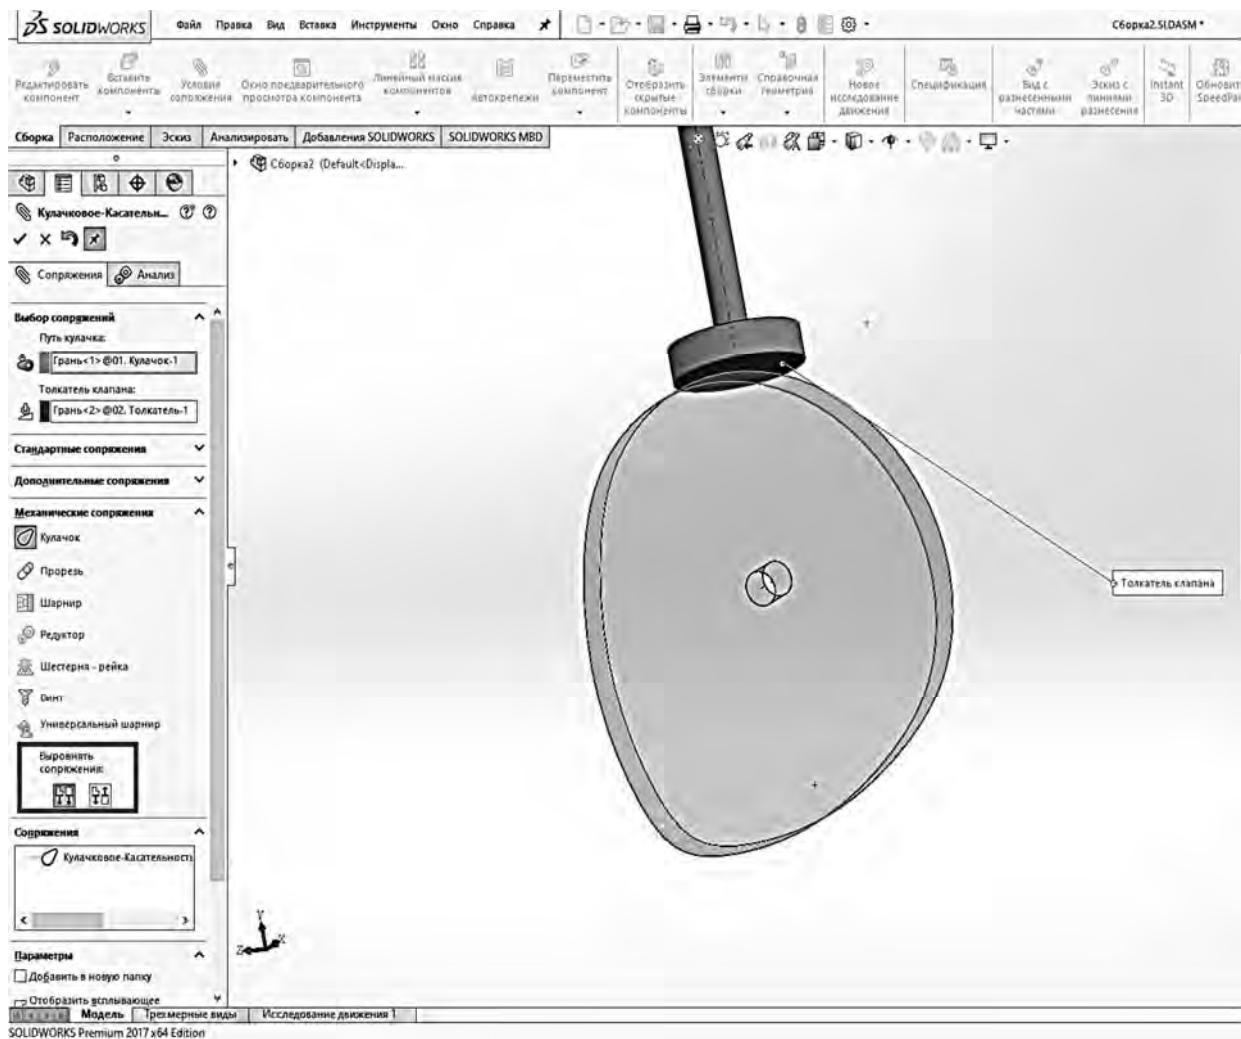 SOLIDWORKS Файл Правка Вид Вставка Инструменты Окно Справка Сборка2.SLDASM *
Редактировать компонент
Вставить компоненты
Условия сопряжения
Окно предварительного просмотра компонента
Линейный массив компонентов
Автокрепежи
Переместить компонент
Отобразить скрытые компоненты
Элементы сборки
Справочная геометрия
Новое исследование движения
Спецификация
Вид с разнесенными частями
Эскиз с линиями разнесения
Instant 3D
Обновит SpeedPa
Сборка Расположение Эскиз Анализировать Добавления SOLIDWORKS SOLIDWORKS MBD
Сборка2 (Default<Displa...
Кулачковое-Касательн...
Сопряжения Анализ
Выбор сопряжений
Путь кулачка:
Грань<1>@01. Кулачок-1
Толкатель клапана:
Грань<2>@02. Толкатель-1
Стандартные сопряжения
Дополнительные сопряжения
Механические сопряжения
Кулачок
Прорезь
Шарнир
Редуктор
Шестерня - рейка
Винт
Универсальный шарнир
Выровнять
сопряжения:
Сопряжения
Кулачковое-Касательность
Параметры
Добавить в новую папку
Отобразить всплывающее
Толкатель клапана
Y
Z X
Модель Трехмерные виды Исследование движения 1
SOLIDWORKS Premium 2017 x64 Edition